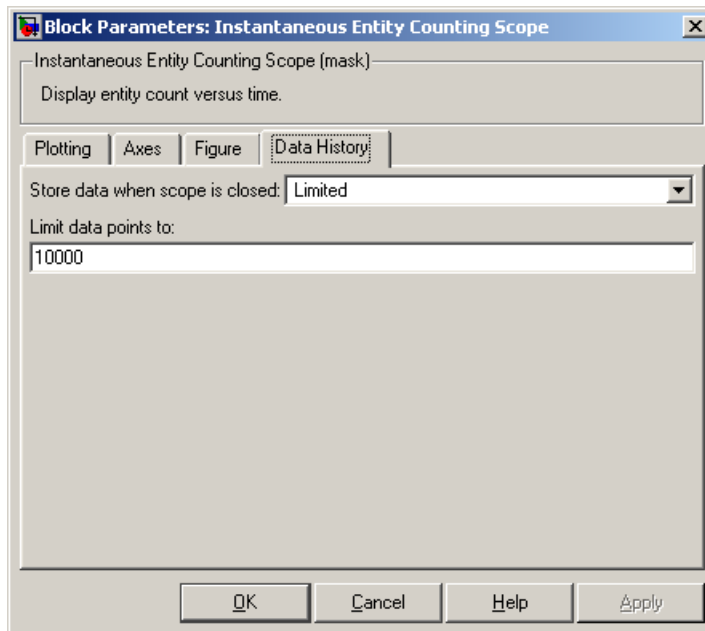 Block Parameters: Instantaneous Entity Counting Scope
Instantaneous Entity Counting Scope (mask)
Display entity count versus time.
Plotting Axes Figure Data History
Store data when scope is closed: Limited
Limit data points to:
10000
OK Cancel Help Apply